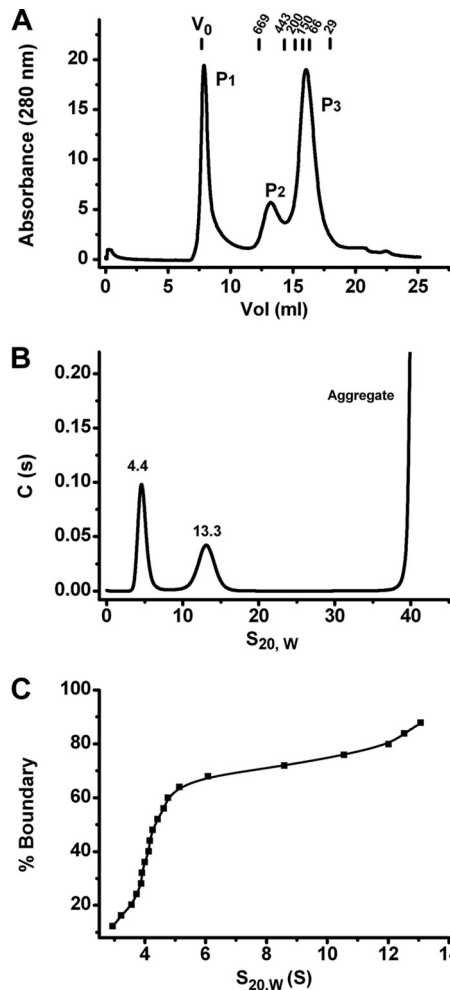 A
V0
669
443
200
150
66
29
P1
P2
P3
Absorbance (280 nm)
20
15
10
5
0
0 5 10 15 20 25
Vol (ml)
B
Aggregate
4.4
13.3
C (s)
0.20
0.15
0.10
0.05
0.00
0 10 20 30 40
S20, W
C
% Boundary
100
80
60
40
20
4 6 8 10 12 14
S20,W (S)